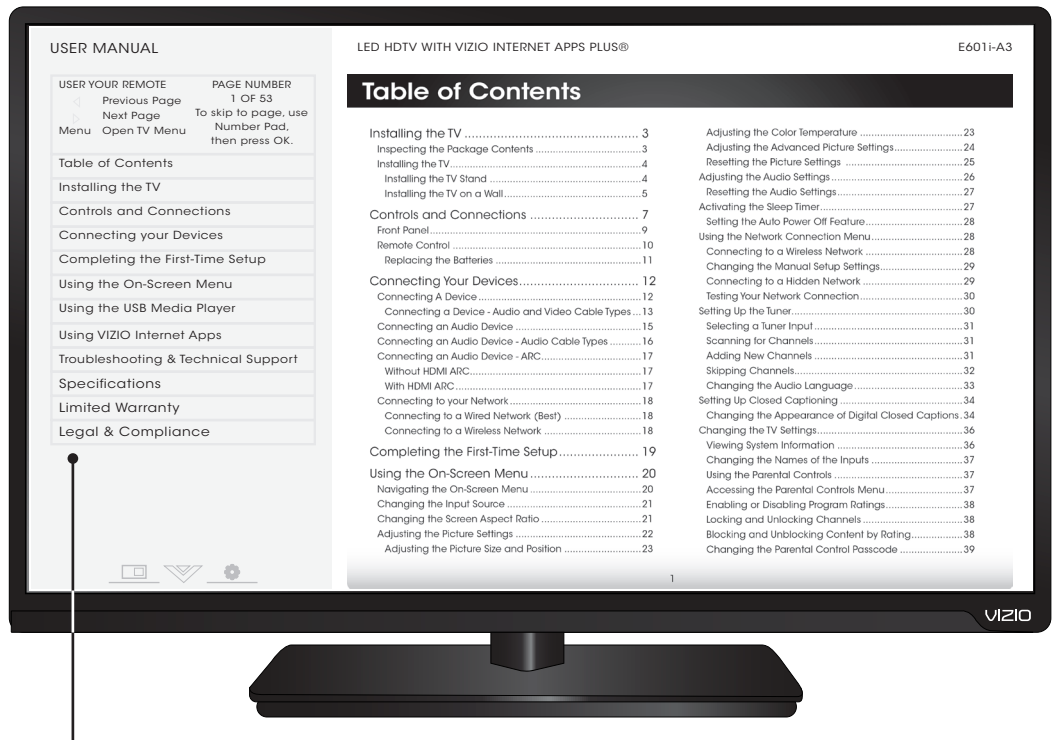 USER MANUAL
USER YOUR REMOTE
Previous Page
Next Page
Menu Open TV Menu
PAGE NUMBER
1 OF 53
To skip to page, use
Number Pad,
then press OK.
Table of Contents
Installing the TV
Controls and Connections
Connecting your Devices
Completing the First-Time Setup
Using the On-Screen Menu
Using the USB Media Player
Using VIZIO Internet Apps
Troubleshooting & Technical Support
Specifications
Limited Warranty
Legal & Compliance
LED HDTV WITH VIZIO INTERNET APPS PLUS®
E601i-A3
Table of Contents
Installing the TV ................................ 3
Inspecting the Package Contents ................................ 3
Installing the TV ................................ 4
Installing the TV Stand ................................ 4
Installing the TV on a Wall ................................ 5
Controls and Connections ................................ 7
Front Panel ................................ 9
Remote Control ................................ 10
Replacing the Batteries ................................ 11
Connecting Your Devices ................................ 12
Connecting A Device ................................ 12
Connecting a Device - Audio and Video Cable Types ... 13
Connecting an Audio Device ................................ 15
Connecting an Audio Device - Audio Cable Types .......... 16
Connecting an Audio Device - ARC ................................ 17
Without HDMI ARC ................................ 17
With HDMI ARC ................................ 17
Connecting to your Network ................................ 18
Connecting to a Wired Network (Best) ................................ 18
Connecting to a Wireless Network ................................ 18
Completing the First-Time Setup ................................ 19
Using the On-Screen Menu ................................ 20
Navigating the On-Screen Menu ................................ 20
Changing the Input Source ................................ 21
Changing the Screen Aspect Ratio ................................ 21
Adjusting the Picture Settings ................................ 22
Adjusting the Picture Size and Position ................................ 23
Adjusting the Color Temperature ................................ 23
Adjusting the Advanced Picture Settings ................................ 24
Resetting the Picture Settings ................................ 25
Adjusting the Audio Settings ................................ 26
Resetting the Audio Settings ................................ 27
Activating the Sleep Timer ................................ 27
Setting the Auto Power Off Feature ................................ 28
Using the Network Connection Menu ................................ 28
Connecting to a Wireless Network ................................ 28
Changing the Manual Setup Settings ................................ 29
Connecting to a Hidden Network ................................ 29
Testing Your Network Connection ................................ 30
Setting Up the Tuner ................................ 30
Selecting a Tuner Input ................................ 31
Scanning for Channels ................................ 31
Adding New Channels ................................ 31
Skipping Channels ................................ 32
Changing the Audio Language ................................ 33
Setting Up Closed Captioning ................................ 34
Changing the Appearance of Digital Closed Captions . 34
Changing the TV Settings ................................ 36
Viewing System Information ................................ 36
Changing the Names of the Inputs ................................ 37
Using the Parental Controls ................................ 37
Accessing the Parental Controls Menu ................................ 37
Enabling or Disabling Program Ratings ................................ 38
Locking and Unlocking Channels ................................ 38
Blocking and Unblocking Content by Rating ................................ 38
Changing the Parental Control Passcode ................................ 39
1
VIZIO